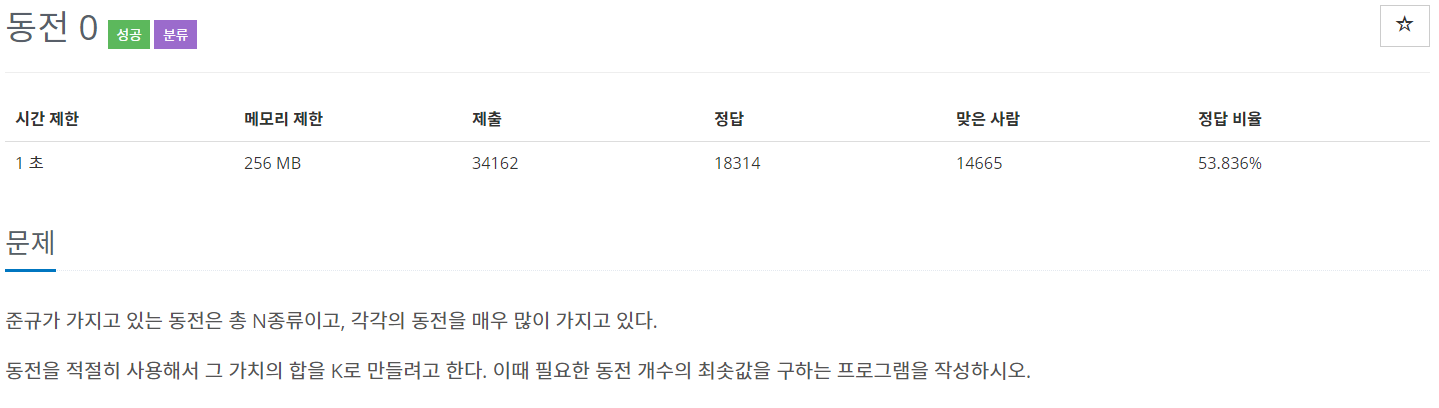 동전 0 성공 분류
☆
시간 제한 메모리 제한 제출 정답 맞은 사람 정답 비율
1 초 256 MB 34162 18314 14665 53.836%
문제
준규가 가지고 있는 동전은 총 N종류이고, 각각의 동전을 매우 많이 가지고 있다.
동전을 적절히 사용해서 그 가치의 합을 K로 만들려고 한다. 이때 필요한 동전 개수의 최솟값을 구하는 프로그램을 작성하시오.